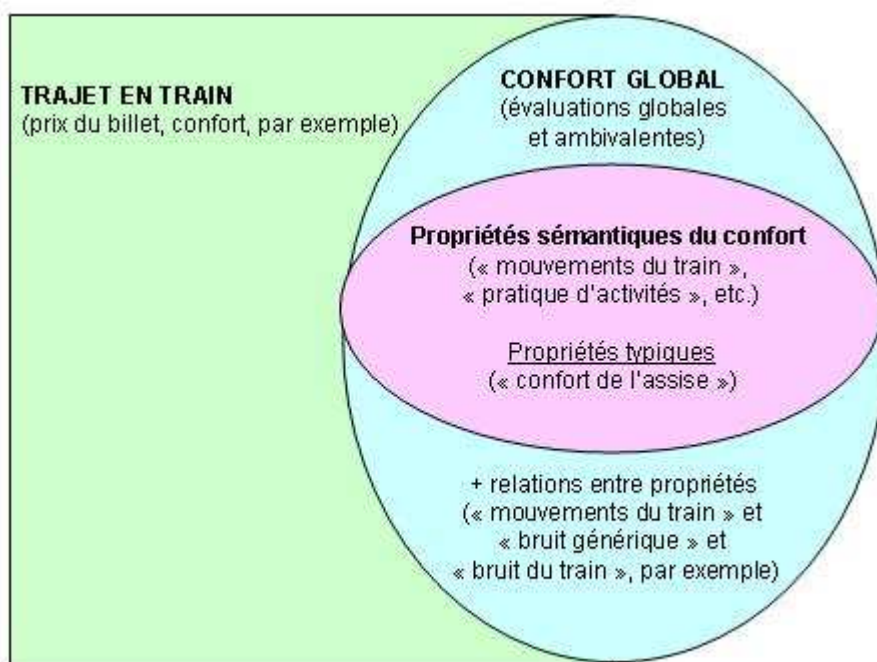 TRAJET EN TRAIN
(prix du billet, confort, par exemple)
CONFORT GLOBAL
(évaluations globales
et ambivalentes)
Propriétés sémantiques du confort
(« mouvements du train »,
« pratique d'activités », etc.)
Propriétés typiques
(« confort de l'assise »)
+ relations entre propriétés
(« mouvements du train » et
« bruit générique » et
« bruit du train », par exemple)